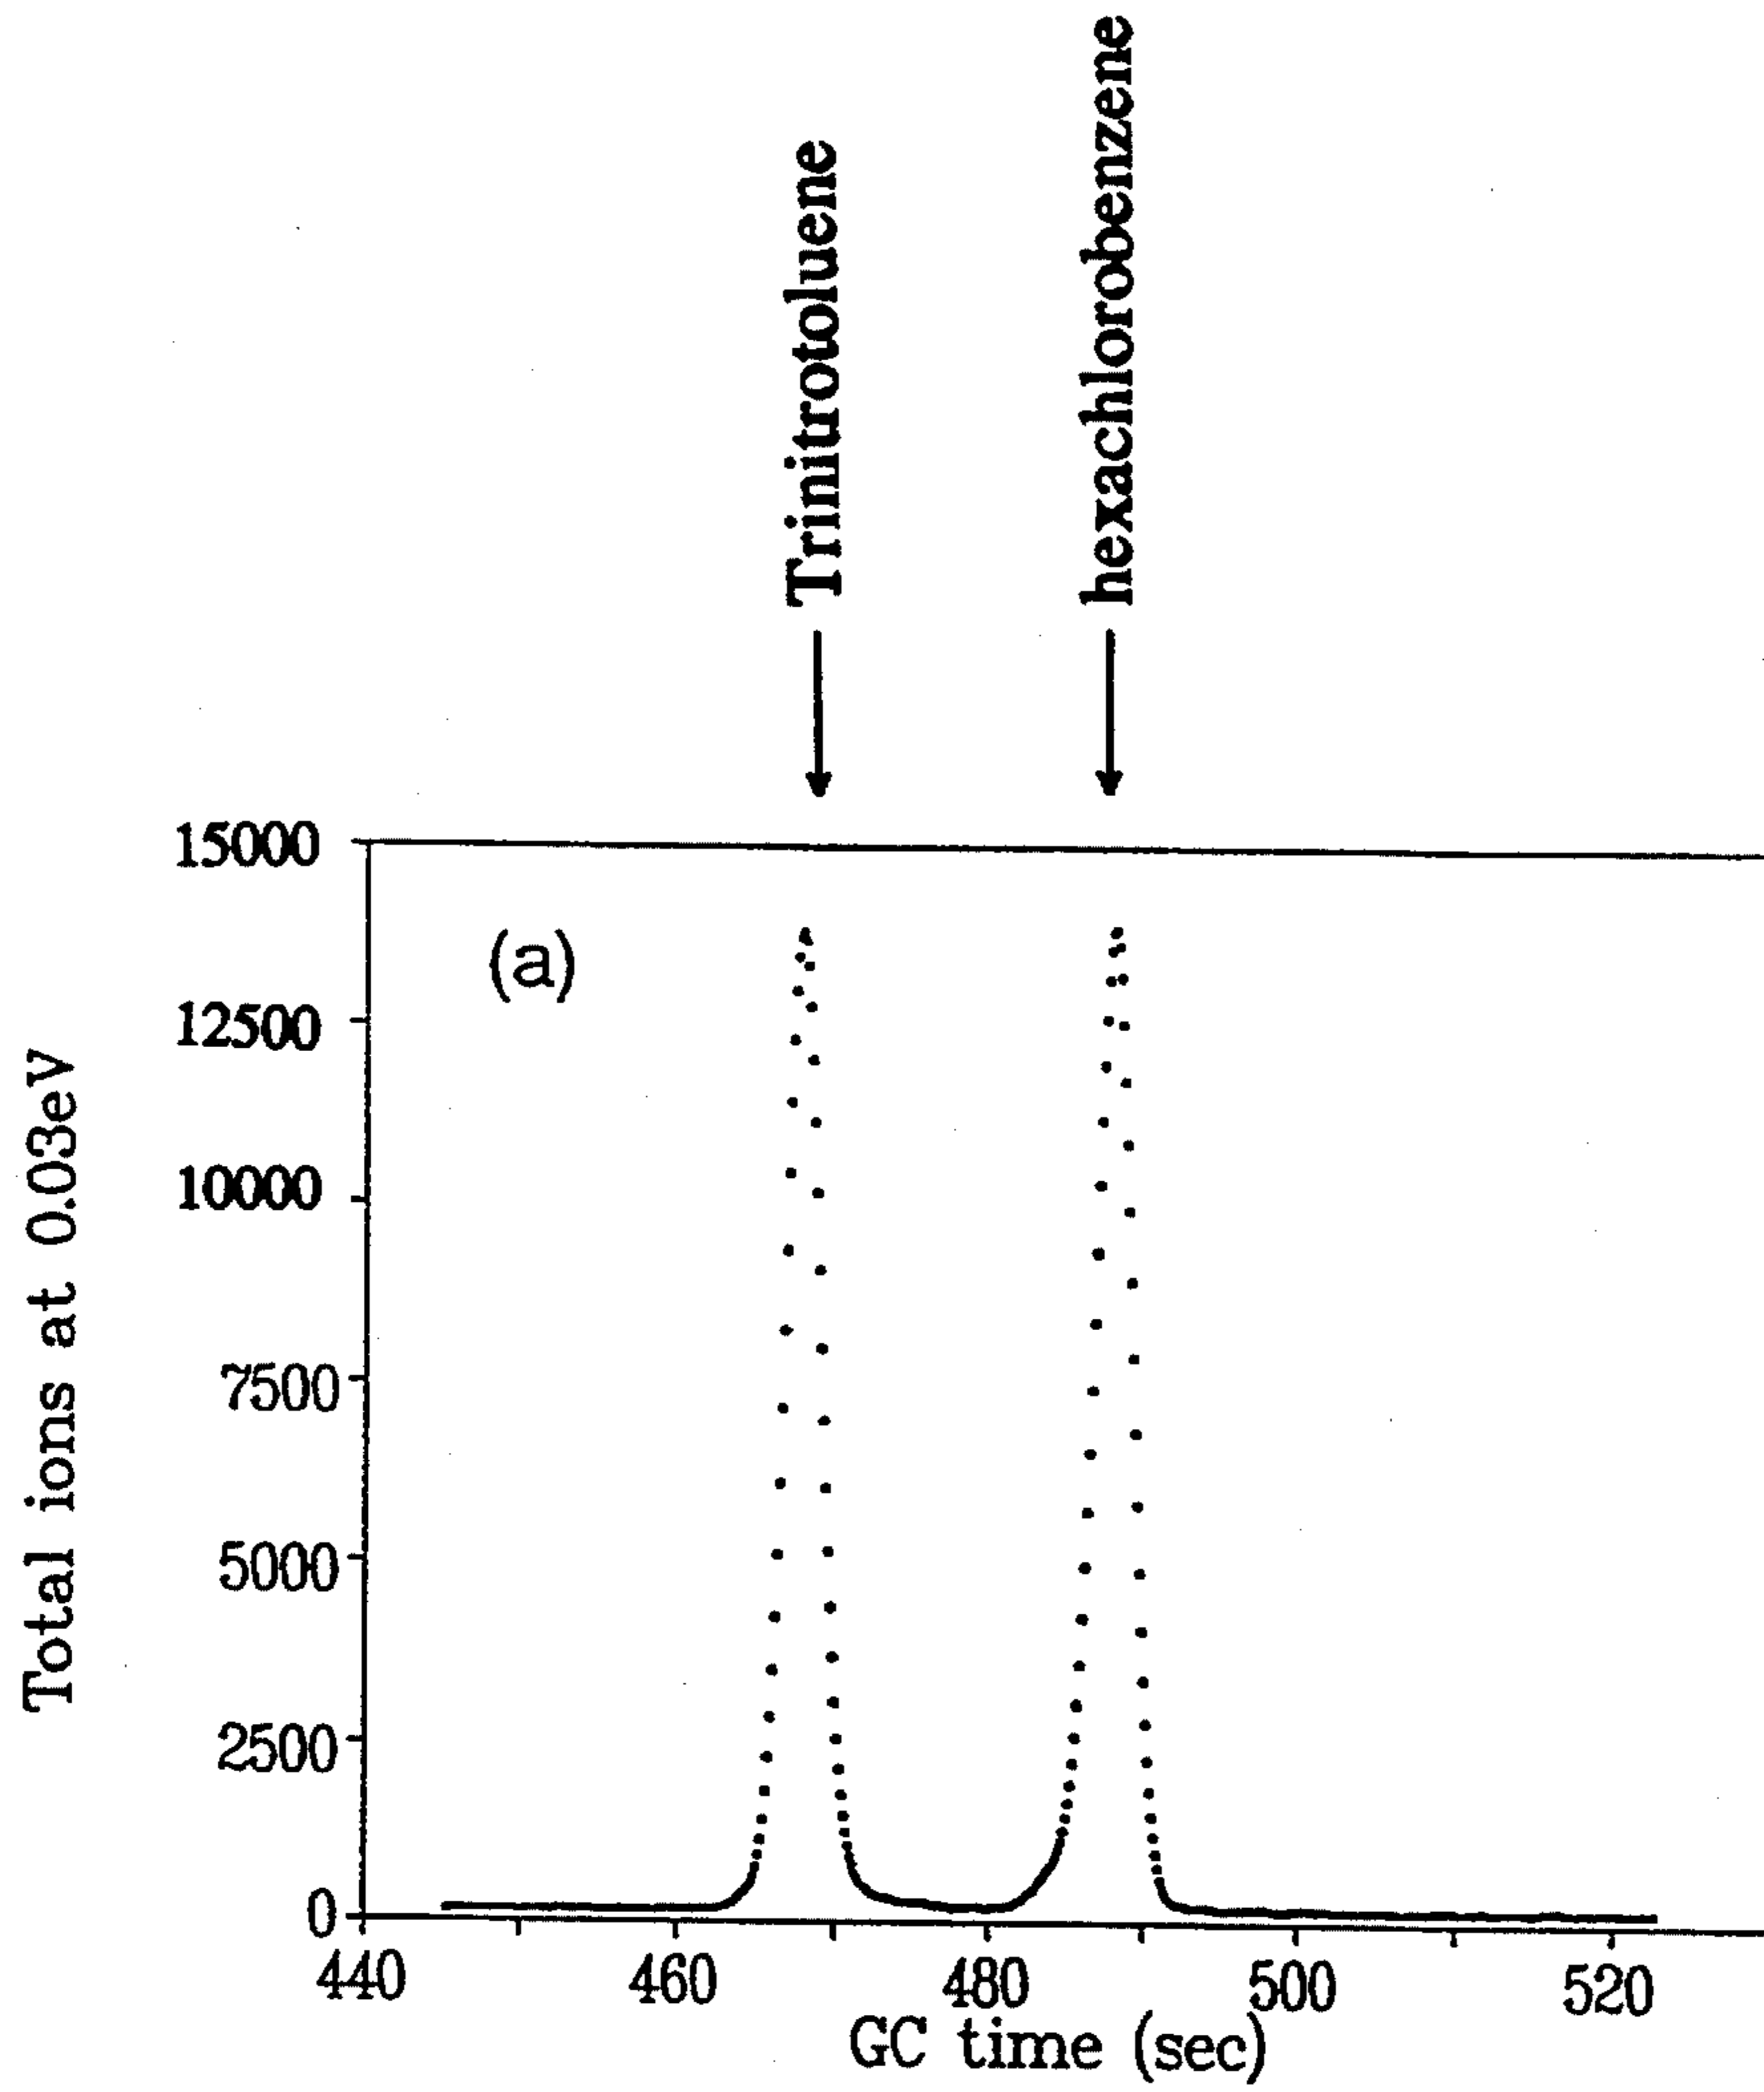 Trinitrotoluene
hexachlorobenzene
(a)
Total ions at 0.03eV
15000
12500
10000
7500
5000
2500
0
440 460 480 500 520
GC time (sec)